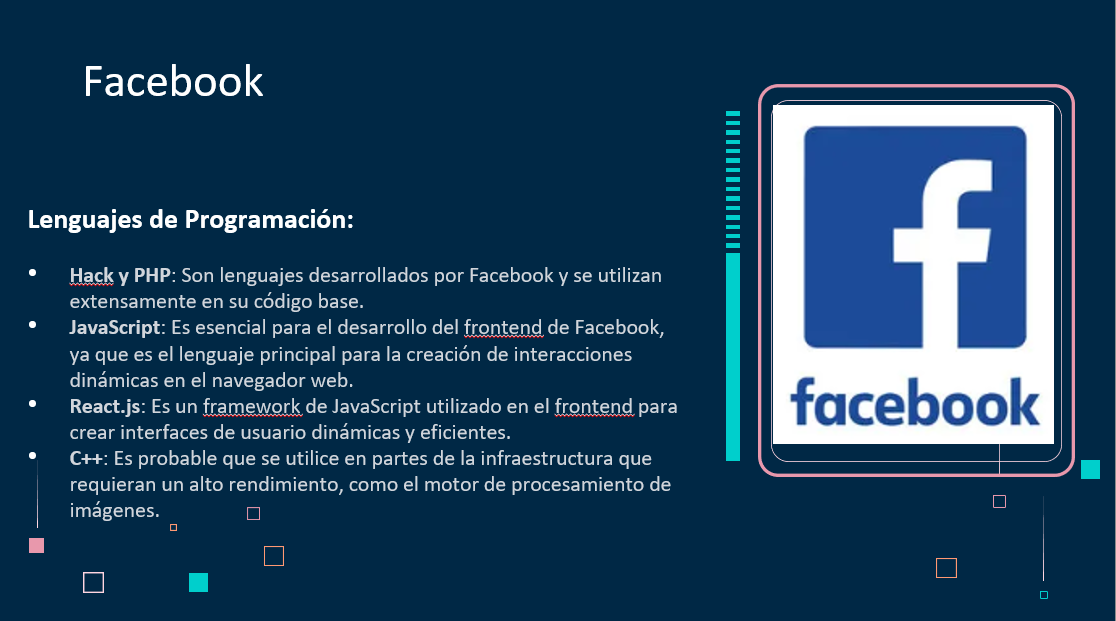 Facebook
Lenguajes de Programación:
• Hack y PHP: Son lenguajes desarrollados por Facebook y se utilizan
extensamente en su código base.
• JavaScript: Es esencial para el desarrollo del frontend de Facebook,
ya que es el lenguaje principal para la creación de interacciones
dinámicas en el navegador web.
• React.js: Es un framework de JavaScript utilizado en el frontend para
crear interfaces de usuario dinámicas y eficientes.
• C++: Es probable que se utilice en partes de la infraestructura que
requieran un alto rendimiento, como el motor de procesamiento de
imágenes.
f
facebook